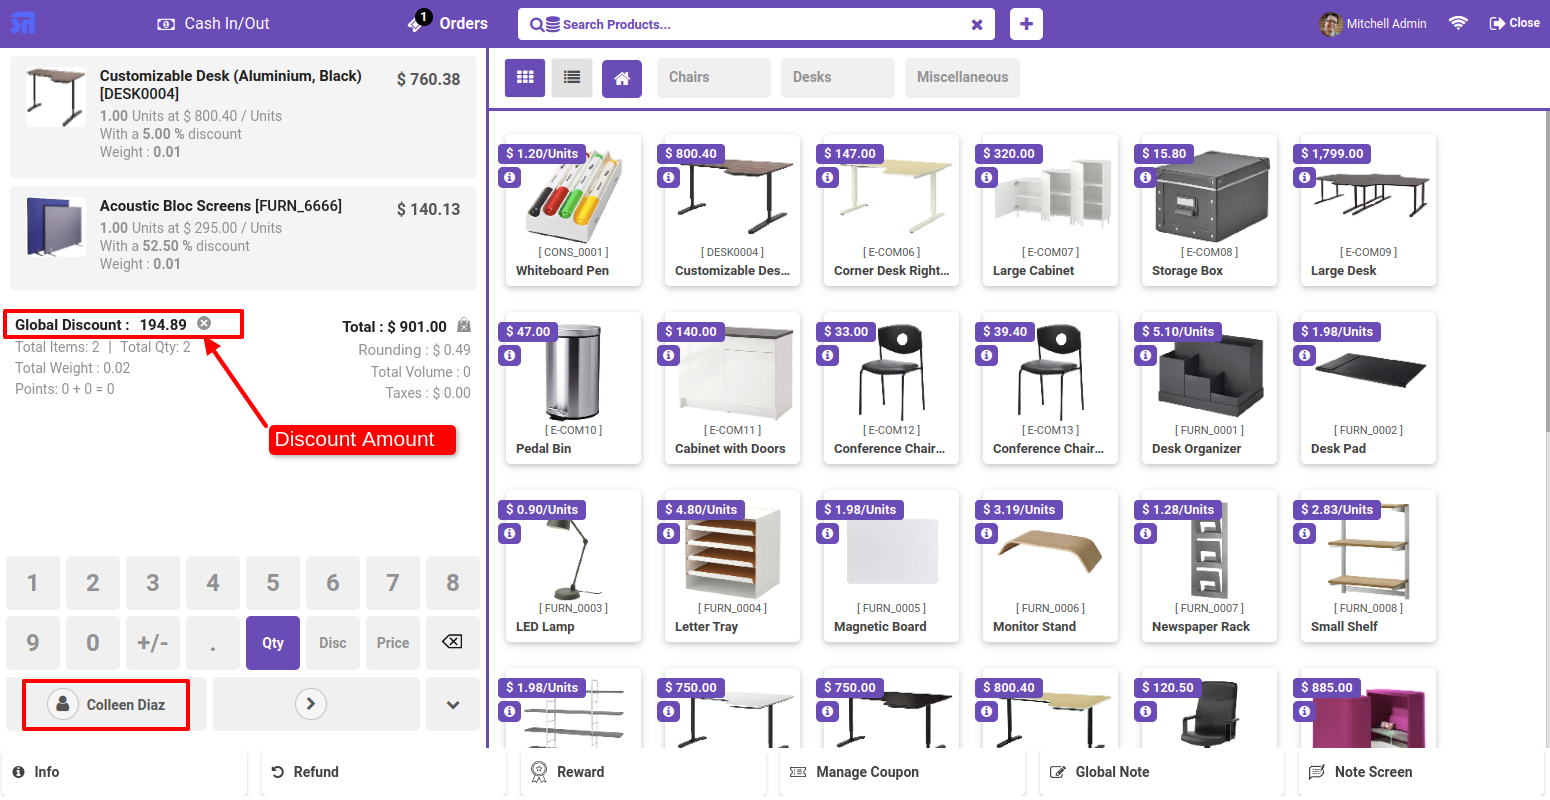 Cash In/Out
1
Orders
Search Products...
Mitchell Admin
Close
Customizable Desk (Aluminium, Black)
[DESK0004]
$ 760.38
1.00 Units at $ 800.40 / Units
With a 5.00 % discount
Weight : 0.01
Acoustic Bloc Screens [FURN_6666]
$ 140.13
1.00 Units at $ 295.00 / Units
With a 52.50 % discount
Weight : 0.01
Global Discount : 194.89
Total : $ 901.00
Total Items: 2 | Total Qty: 2
Rounding : $ 0.49
Total Weight : 0.02
Total Volume : 0
Points: 0 + 0 = 0
Taxes : $ 0.00
Discount Amount
1 2 3 4 5 6 7 8
9 0 +/- . Qty Disc Price
Colleen Diaz
Chairs
Desks
Miscellaneous
$ 1.20/Units
[ CONS_0001 ]
Whiteboard Pen
$ 800.40
[ DESK0004 ]
Customizable Des...
$ 147.00
[ E-COM06 ]
Corner Desk Right...
$ 320.00
[ E-COM07 ]
Large Cabinet
$ 15.80
[ E-COM08 ]
Storage Box
$ 1,799.00
[ E-COM09 ]
Large Desk
$ 47.00
[ E-COM10 ]
Pedal Bin
$ 140.00
[ E-COM11 ]
Cabinet with Doors
$ 33.00
[ E-COM12 ]
Conference Chair...
$ 39.40
[ E-COM13 ]
Conference Chair...
$ 5.10/Units
[ FURN_0001 ]
Desk Organizer
$ 1.98/Units
[ FURN_0002 ]
Desk Pad
$ 0.90/Units
[ FURN_0003 ]
LED Lamp
$ 4.80/Units
[ FURN_0004 ]
Letter Tray
$ 1.98/Units
[ FURN_0005 ]
Magnetic Board
$ 3.19/Units
[ FURN_0006 ]
Monitor Stand
$ 1.28/Units
[ FURN_0007 ]
Newspaper Rack
$ 2.83/Units
[ FURN_0008 ]
Small Shelf
$ 1.98/Units
$ 750.00
$ 750.00
$ 800.40
$ 120.50
$ 885.00
Info
Refund
Reward
Manage Coupon
Global Note
Note Screen